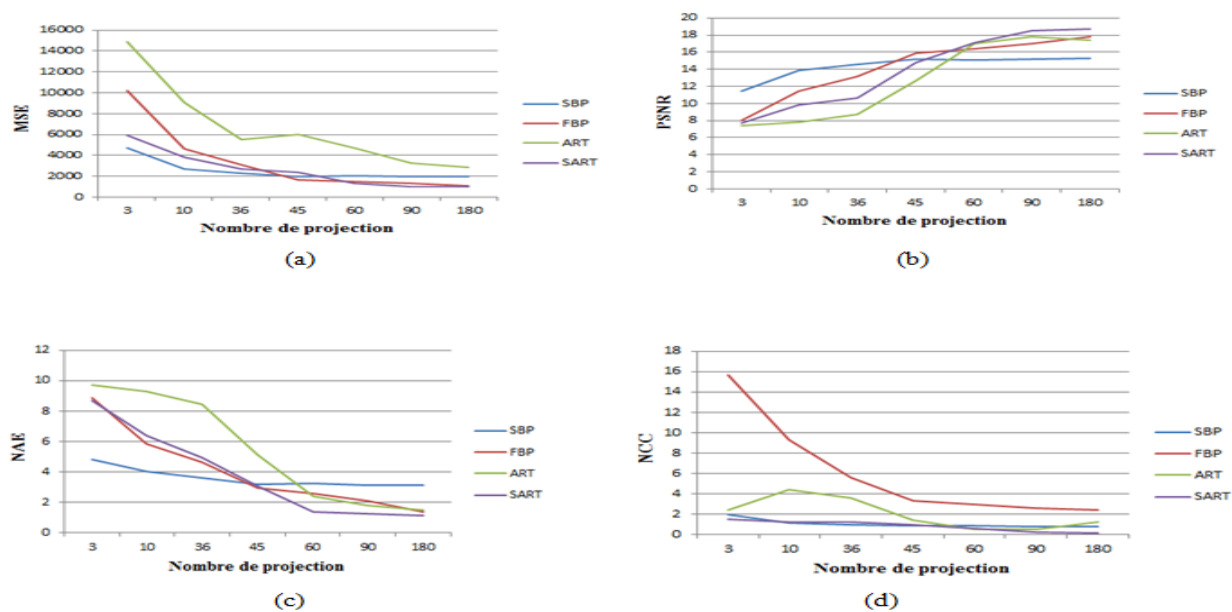 16000
14000
12000
10000
8000
6000
4000
2000
0
MSE
3 10 36 45 60 90 180
Nombre de projection
SBP
FBP
ART
SART
(a)
20
18
16
14
12
10
8
6
4
2
0
PSNR
3 10 36 45 60 90 180
Nombre de projection
SBP
FBP
ART
SART
(b)
12
10
8
6
4
2
0
NAE
3 10 36 45 60 90 180
Nombre de projection
SBP
FBP
ART
SART
(c)
18
16
14
12
10
8
6
4
2
0
NCC
3 10 36 45 60 90 180
Nombre de projection
SBP
FBP
ART
SART
(d)